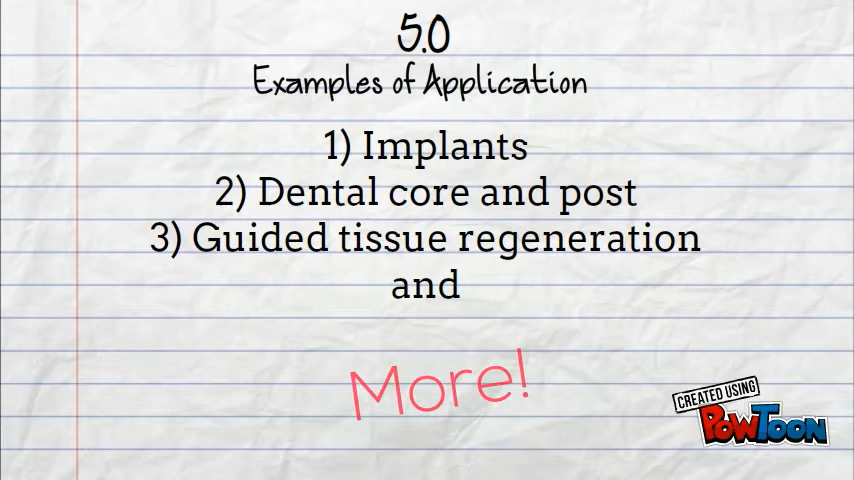 5.0
Examples of Application
1) Implants
2) Dental core and post
3) Guided tissue regeneration
and
More!
CREATED USING
POWTOON